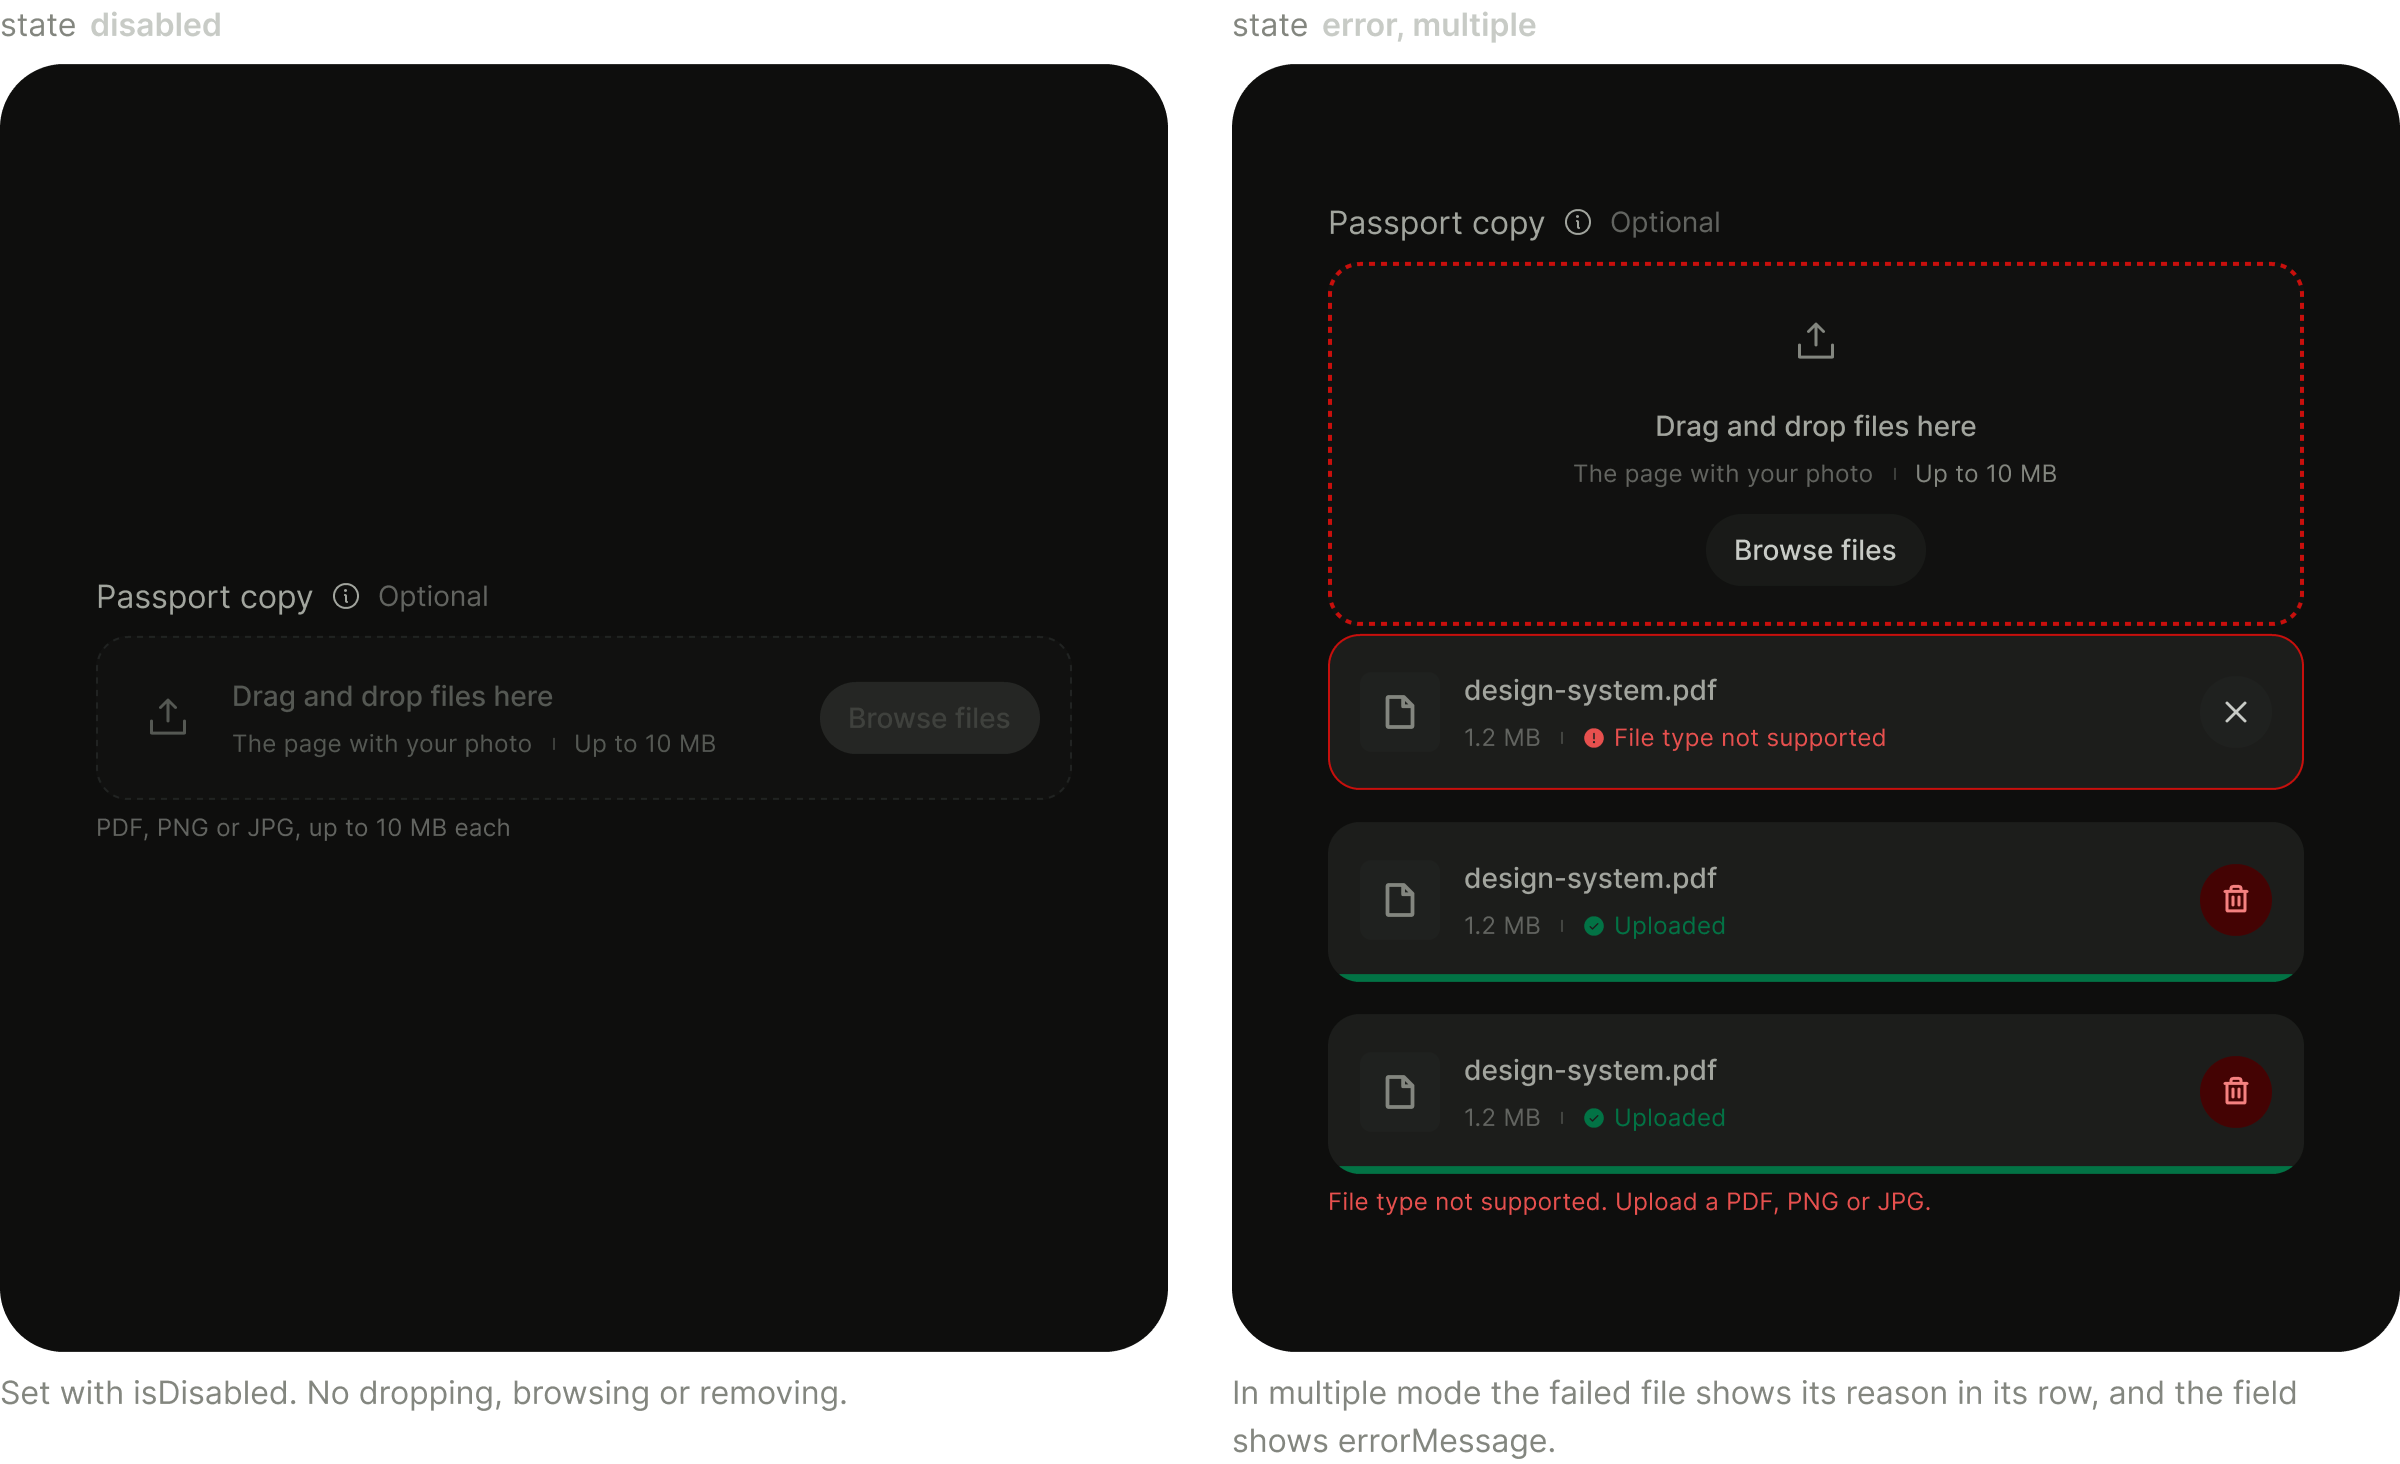 state disabled
Passport copy Optional
Drag and drop files here
The page with your photo Up to 10 MB
Browse files
PDF, PNG or JPG, up to 10 MB each
Set with isDisabled. No dropping, browsing or removing.
state error, multiple
Passport copy Optional
Drag and drop files here
The page with your photo Up to 10 MB
Browse files
design-system.pdf
1.2 MB File type not supported
design-system.pdf
1.2 MB Uploaded
design-system.pdf
1.2 MB Uploaded
File type not supported. Upload a PDF, PNG or JPG.
In multiple mode the failed file shows its reason in its row, and the field
shows errorMessage.